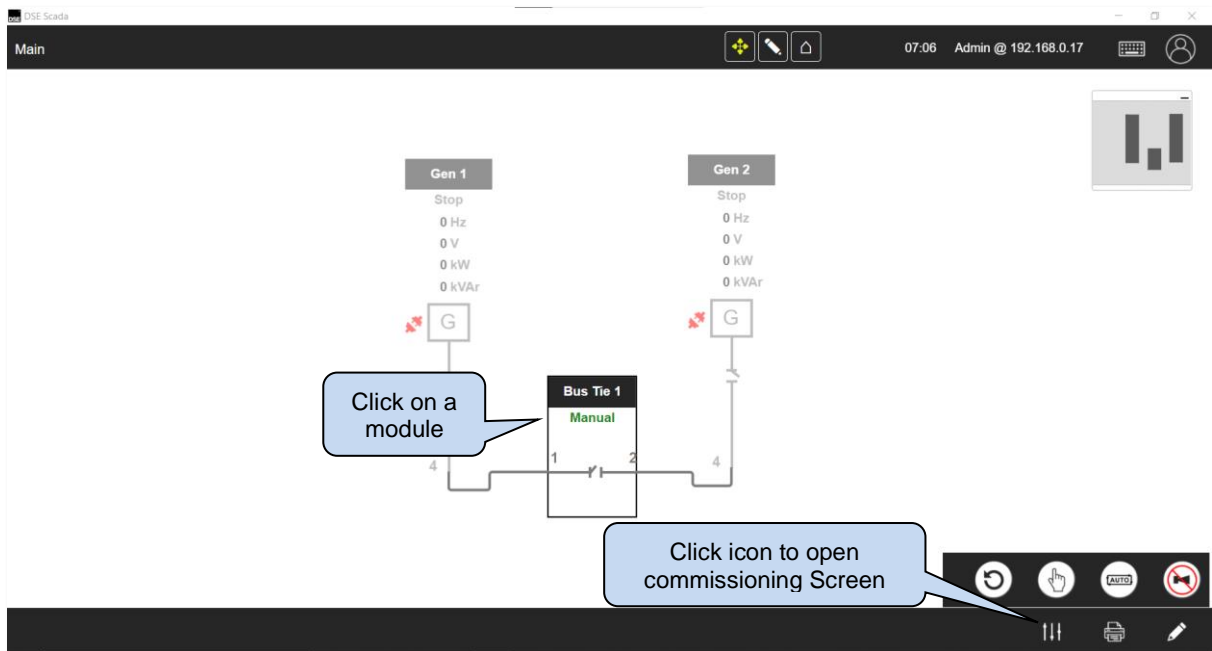 DSE DSE Scada
Main
07:06 Admin @ 192.168.0.17
Gen 1
Stop
0 Hz
0 V
0 kW
0 kVAr
G
Gen 2
Stop
0 Hz
0 V
0 kW
0 kVAr
G
Click on a
module
Bus Tie 1
Manual
1 2
4
4
Click icon to open
commissioning Screen
AUTO